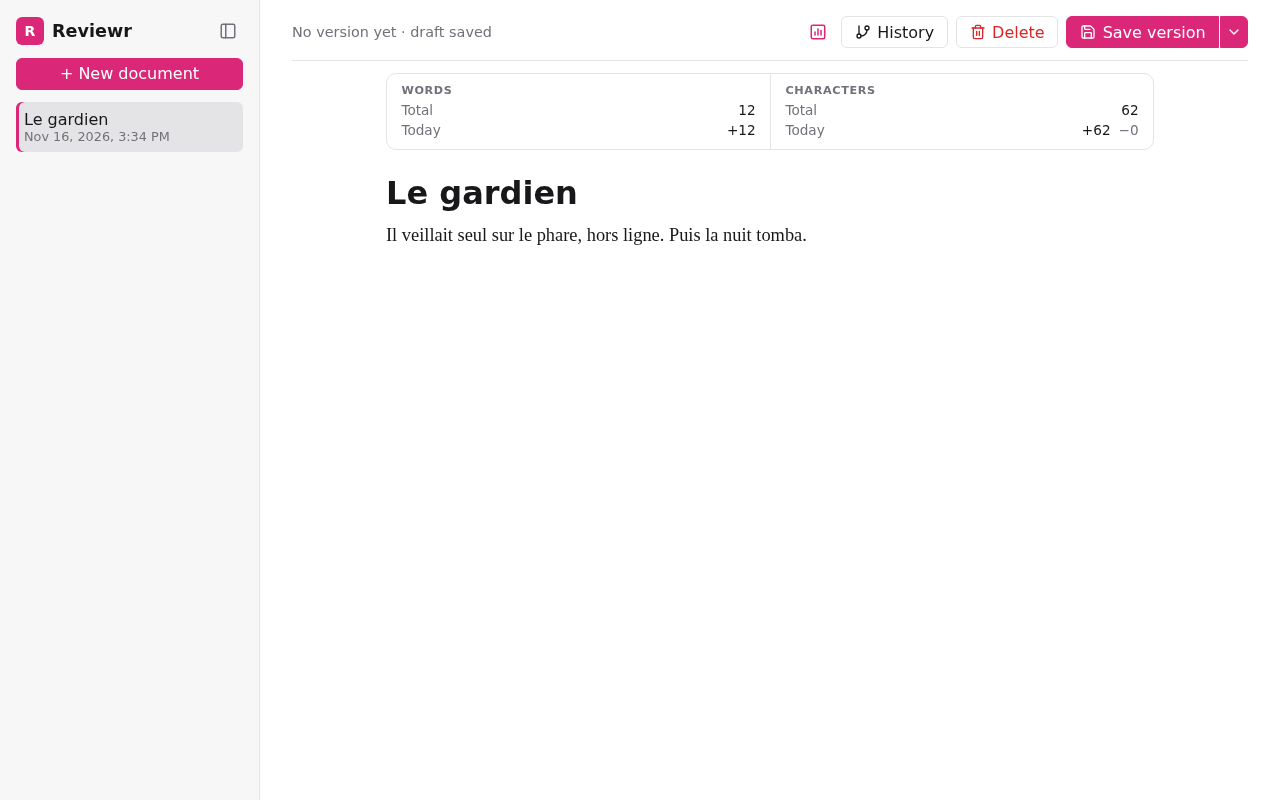 R Reviewr
+ New document
Le gardien
Nov 16, 2026, 3:34 PM
No version yet · draft saved
History
Delete
Save version
WORDS
Total 12
Today +12
CHARACTERS
Total 62
Today +62 −0
Le gardien
Il veillait seul sur le phare, hors ligne. Puis la nuit tomba.